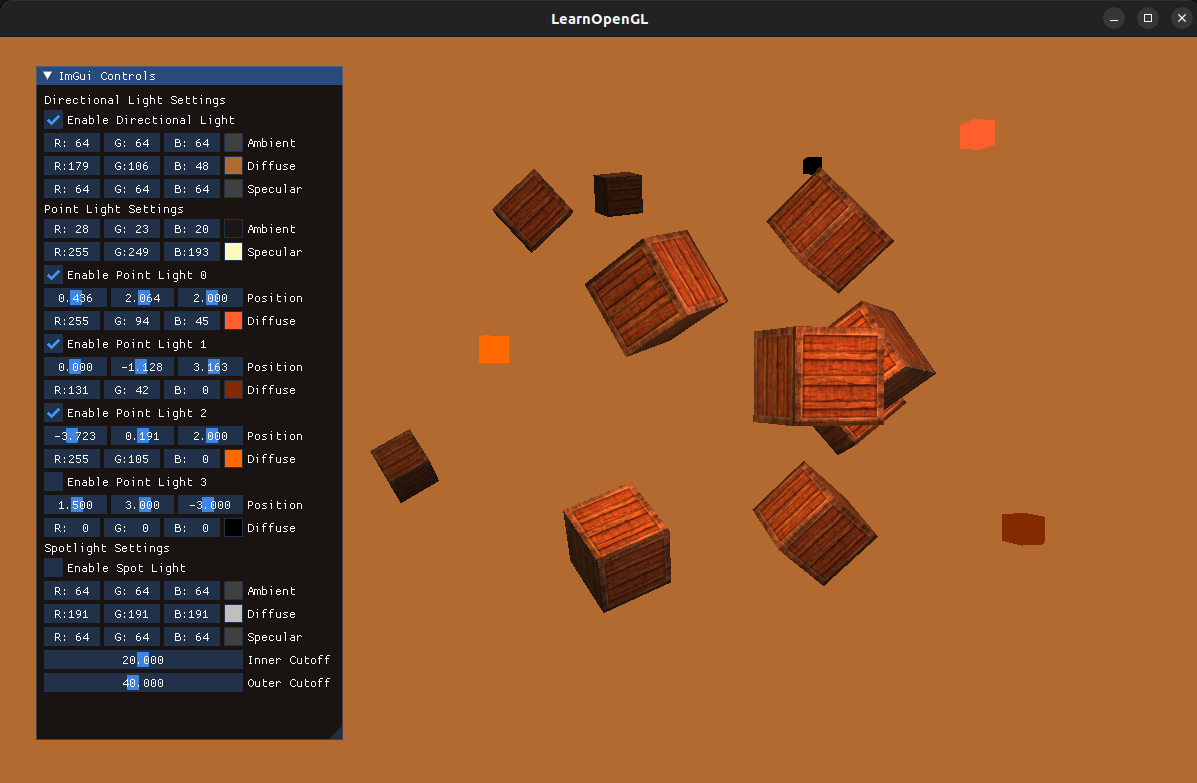 LearnOpenGL
ImGui Controls
Directional Light Settings
Enable Directional Light
R: 64 G: 64 B: 64 Ambient
R:179 G:106 B: 48 Diffuse
R: 64 G: 64 B: 64 Specular
Point Light Settings
R: 28 G: 23 B: 20 Ambient
R:255 G:249 B:193 Specular
Enable Point Light 0
0.436 2.064 2.000 Position
R:255 G: 94 B: 45 Diffuse
Enable Point Light 1
0.000 -1.128 3.163 Position
R:131 G: 42 B: 0 Diffuse
Enable Point Light 2
-3.723 0.191 2.000 Position
R:255 G:105 B: 0 Diffuse
Enable Point Light 3
1.500 3.000 -3.000 Position
R: 0 G: 0 B: 0 Diffuse
Spotlight Settings
Enable Spot Light
R: 64 G: 64 B: 64 Ambient
R:191 G:191 B:191 Diffuse
R: 64 G: 64 B: 64 Specular
20.000 Inner Cutoff
40.000 Outer Cutoff